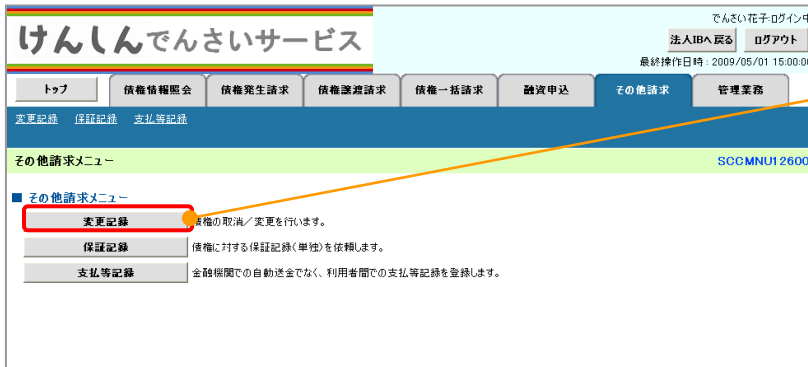 でんさい花子:ログイン中
けんしんでんさいサービス
法人IBへ戻る ログアウト
最終操作日時:2009/05/01 15:00:00
トップ 債権情報照会 債権発生請求 債権譲渡請求 債権一括請求 融資申込 その他請求 管理業務
変更記録 保証記録 支払等記録
その他請求メニュー SCCMNU12600
■ その他請求メニュー
変更記録 債権の取消/変更を行います。
保証記録 債権に対する保証記録(単独)を依頼します。
支払等記録 金融機関での自動送金でなく、利用者間での支払等記録を登録します。